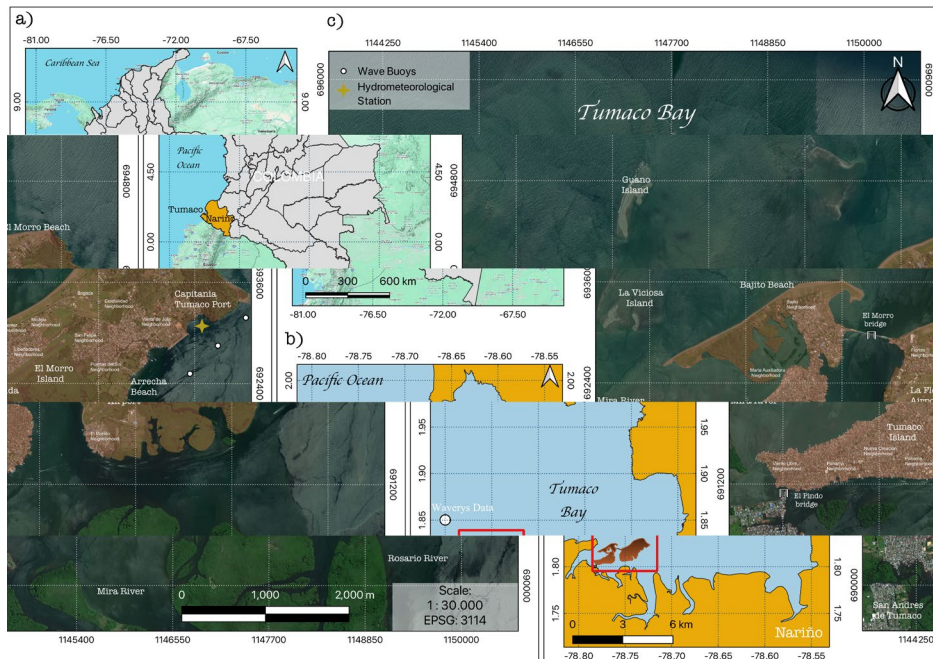 a)
c)
-81.00
-76.50
-72.00
-67.50
1144250
1145400
1146550
1147700
1148850
1150000
Caribbean Sea
N
Wave Buoys
Hydrometeorological
Station
696000
696000
9.00
9.00
Tumaco Bay
Pacific
Ocean
694800
4.50
4.50
694800
COLOMBIA
Guano
Island
Tumaco
Nariño
El Morro Beach
0.00
0.00
693600
Capitania
Tumaco Port
0
300
600 km
693600
La Viciosa
Island
Bajito Beach
Bajito
Neighborhood
El Morro
bridge
-81.00
-76.50
-72.00
-67.50
b)
El Morro
Island
Arrecha
Beach
-78.80
-78.75
-78.70
-78.65
-78.60
-78.55
María Auxiliadora
Neighborhood
692400
Pacific Ocean
2.00
2.00
692400
Mira River
1.95
1.95
Tumaco
Island
691200
1.90
1.90
691200
Tumaco
Bay
Waverys Data
1.85
1.85
El Pindo
bridge
Rosario River
Mira River
0
1,000
2,000 m
Scale:
1 : 30.000
EPSG: 3114
690000
1.80
1.80
690000
1.75
1.75
0
3
6 km
Nariño
San Andres
de Tumaco
1145400
1146550
1147700
1148850
1150000
-78.80
-78.75
-78.70
-78.65
-78.60
-78.55
1144250